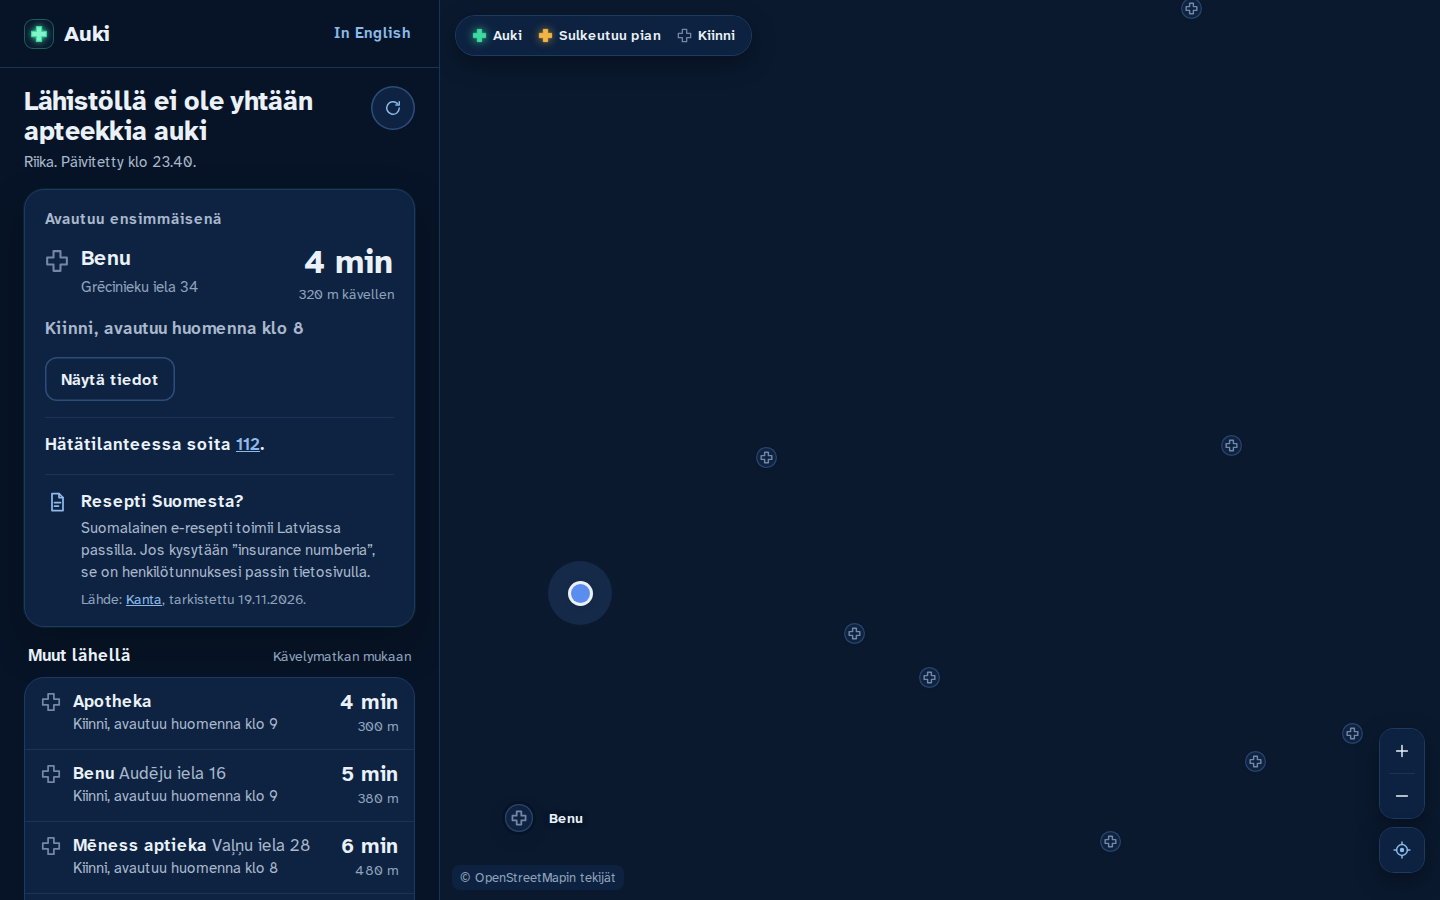 Auki
In English
Lähistöllä ei ole yhtään
apteekkia auki
Riika. Päivitetty klo 23.40.
Avautuu ensimmäisenä
Benu
4 min
Grēcinieku iela 34
320 m kävellen
Kiinni, avautuu huomenna klo 8
Näytä tiedot
Hätätilanteessa soita 112.
Resepti Suomesta?
Suomalainen e-resepti toimii Latviassa
passilla. Jos kysytään ”insurance numberia”,
se on henkilötunnuksesi passin tietosivulla.
Lähde: Kanta, tarkistettu 19.11.2026.
Muut lähellä
Kävelymatkan mukaan
Apotheka
4 min
Kiinni, avautuu huomenna klo 9
300 m
Benu Audēju iela 16
5 min
Kiinni, avautuu huomenna klo 9
380 m
Mēness aptieka Vaļņu iela 28
6 min
Kiinni, avautuu huomenna klo 8
480 m
Auki
Sulkeutuu pian
Kiinni
Benu
© OpenStreetMapin tekijät